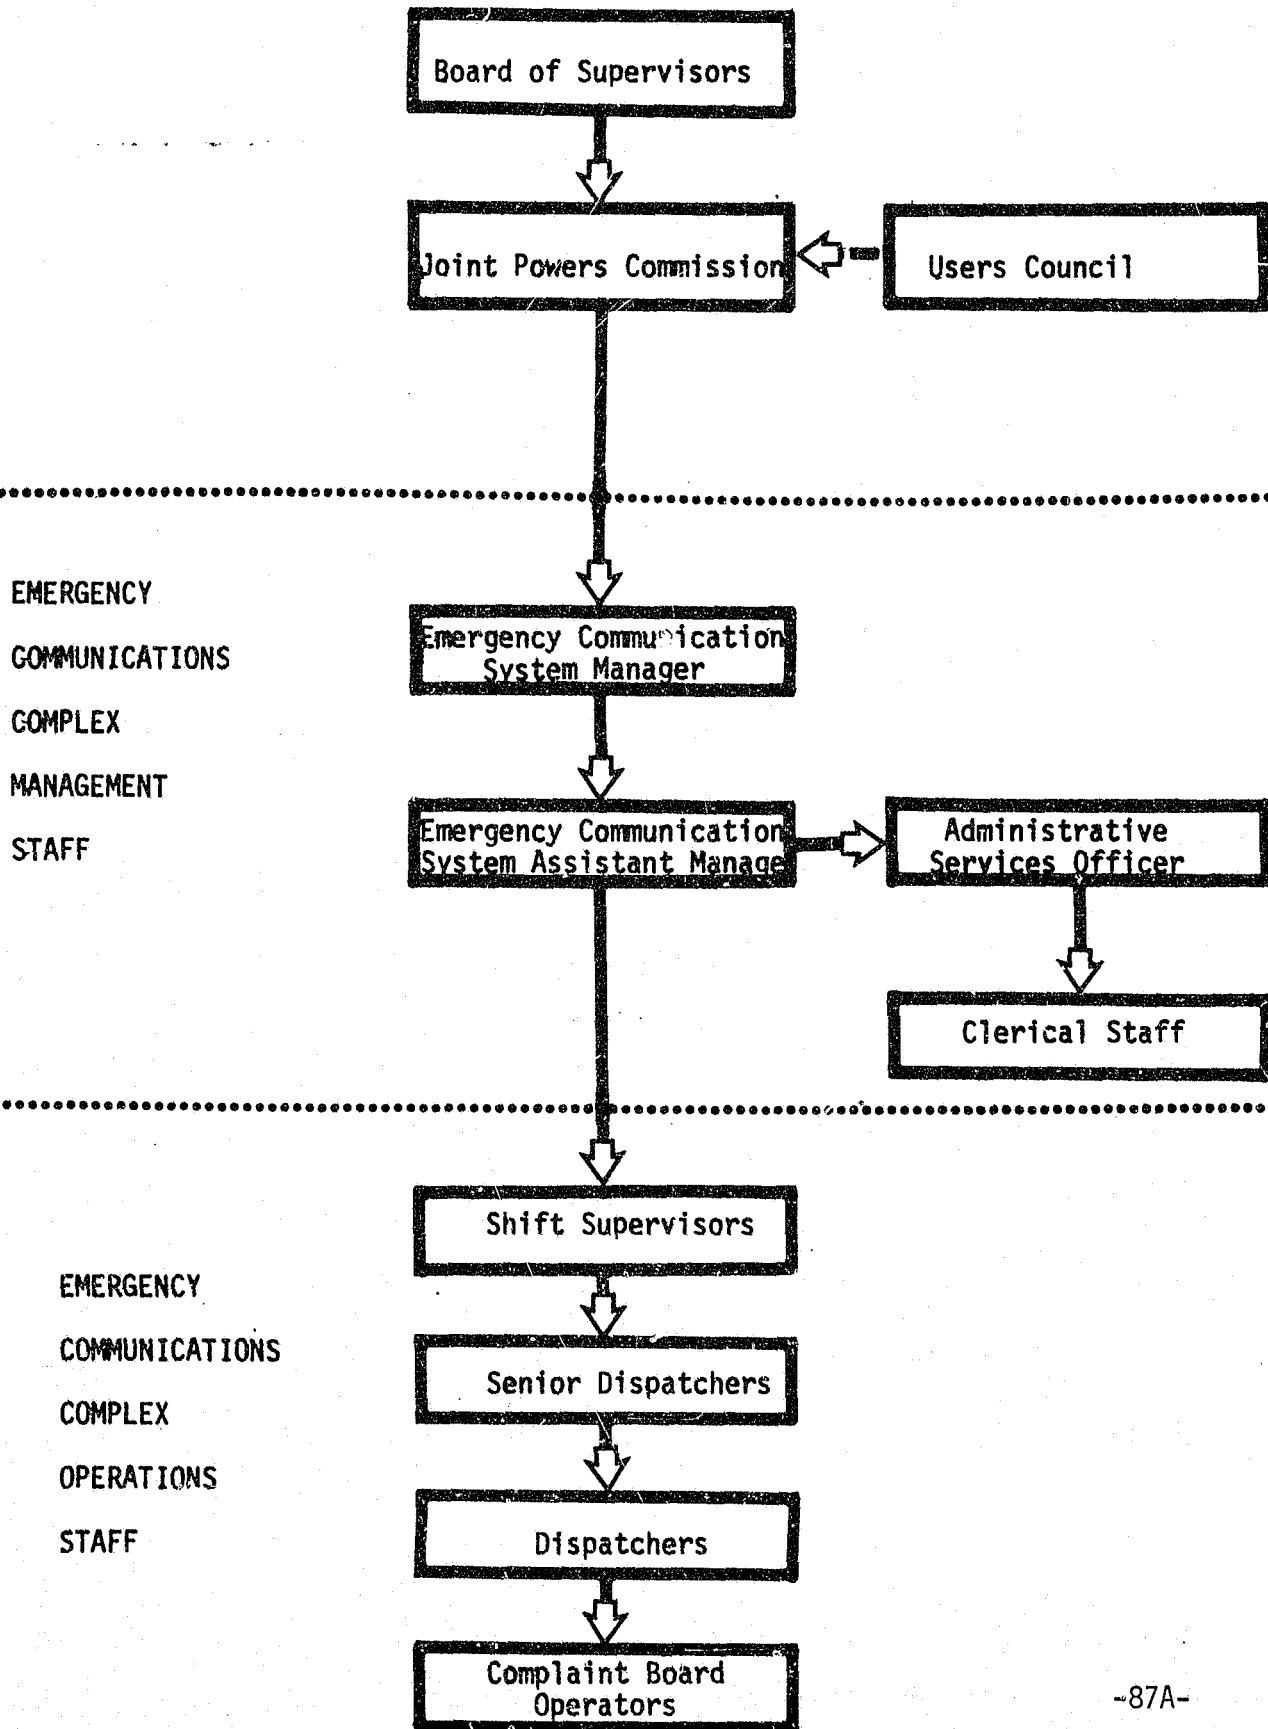 Board of Supervisors
Joint Powers Commission
Users Council
EMERGENCY
COMMUNICATIONS
COMPLEX
MANAGEMENT
STAFF
Emergency Communication
System Manager
Emergency Communication
System Assistant Manage
Administrative
Services Officer
Clerical Staff
EMERGENCY
COMMUNICATIONS
COMPLEX
OPERATIONS
STAFF
Shift Supervisors
Senior Dispatchers
Dispatchers
Complaint Board
Operators
-87A-